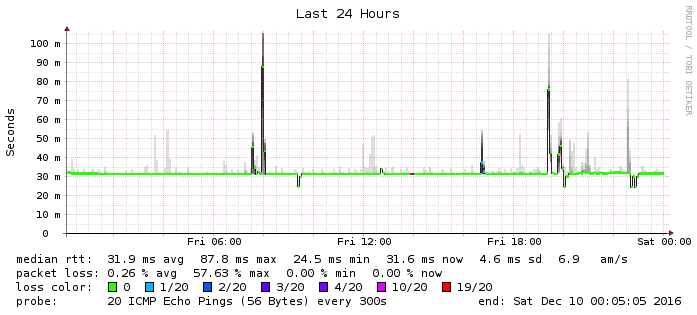 Last 24 Hours
RRDTOOL / TOBI OETIKER
Seconds
100 m
90 m
80 m
70 m
60 m
50 m
40 m
30 m
20 m
10 m
0
Fri 06:00 Fri 12:00 Fri 18:00 Sat 00:00
median rtt: 31.9 ms avg 87.8 ms max 24.5 ms min 31.6 ms now 4.6 ms sd 6.9 am/s
packet loss: 0.26 % avg 57.63 % max 0.00 % min 0.00 % now
loss color: 0 1/20 2/20 3/20 4/20 10/20 19/20
probe: 20 ICMP Echo Pings (56 Bytes) every 300s end: Sat Dec 10 00:05:05 2016